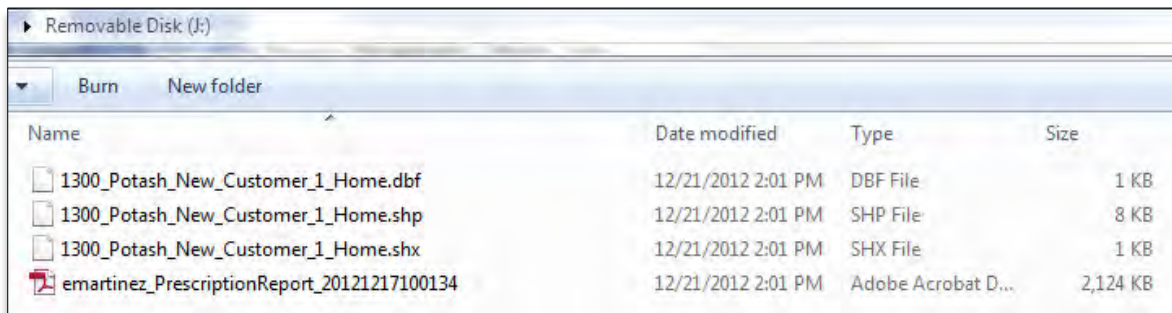 Removable Disk (J:)
Burn New folder
Name Date modified Type Size
1300_Potash_New_Customer_1_Home.dbf 12/21/2012 2:01 PM DBF File 1 KB
1300_Potash_New_Customer_1_Home.shp 12/21/2012 2:01 PM SHP File 8 KB
1300_Potash_New_Customer_1_Home.shx 12/21/2012 2:01 PM SHX File 1 KB
emartinez_PrescriptionReport_20121217100134 12/21/2012 2:01 PM Adobe Acrobat D... 2,124 KB